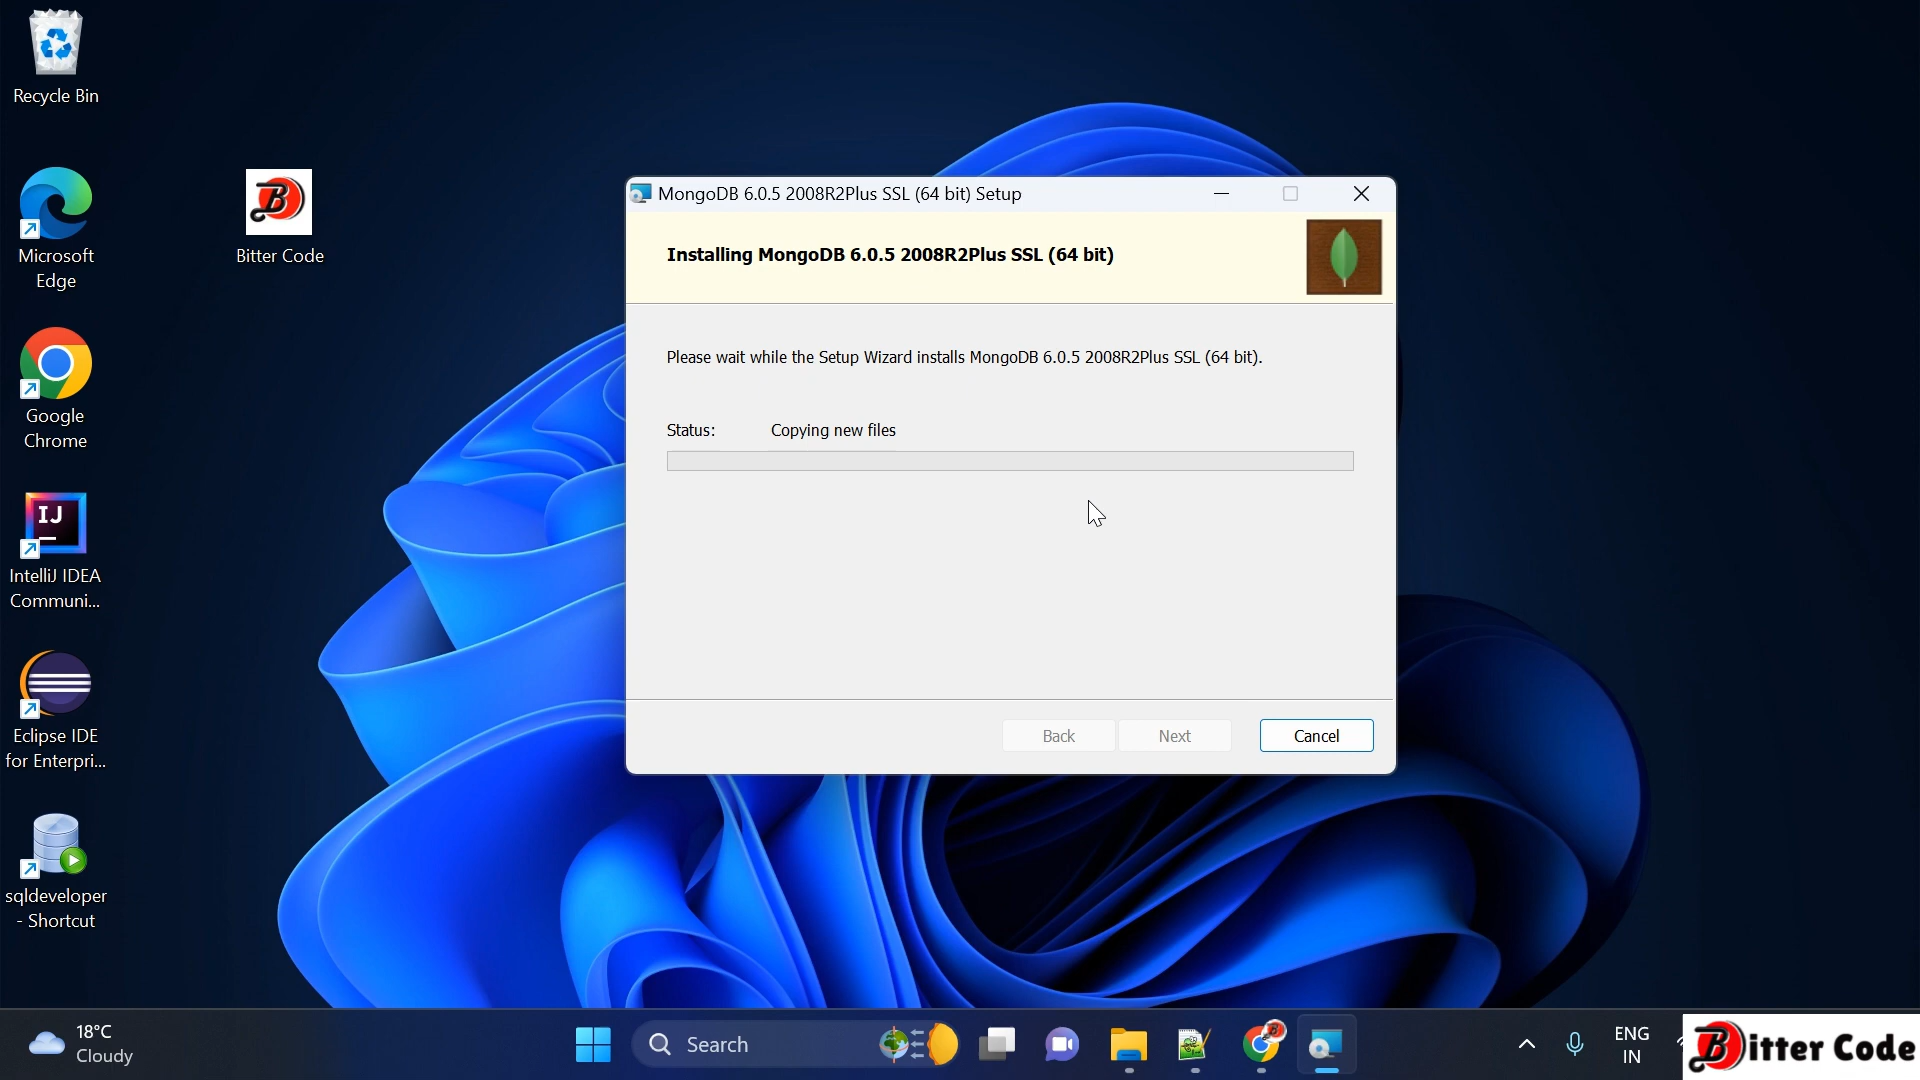 Recycle Bin
Microsoft
Edge
Bitter Code
Google
Chrome
IJ
IntelliJ IDEA
Communi...
Eclipse IDE
for Enterpri...
sqldeveloper
- Shortcut
MongoDB 6.0.5 2008R2Plus SSL (64 bit) Setup
Installing MongoDB 6.0.5 2008R2Plus SSL (64 bit)
Please wait while the Setup Wizard installs MongoDB 6.0.5 2008R2Plus SSL (64 bit).
Status: Copying new files
Back Next Cancel
18°C
Cloudy
Search
ENG
IN
Bitter Code